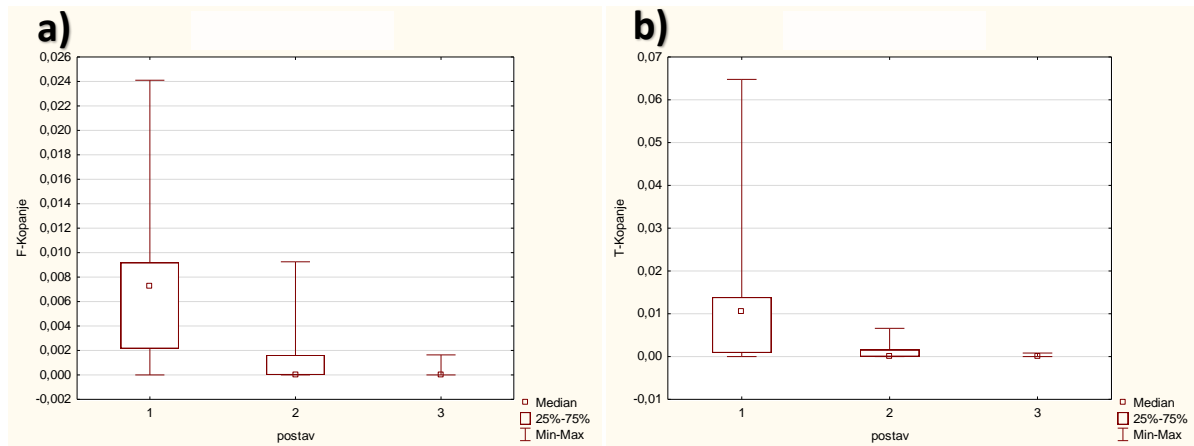 a)
0,026
0,024
0,022
0,020
0,018
0,016
0,014
0,012
0,010
0,008
0,006
0,004
0,002
0,000
-0,002
F-Kopanje
1 2 3
postav
Median
25%-75%
Min-Max
b)
0,07
0,06
0,05
0,04
0,03
0,02
0,01
0,00
-0,01
T-Kopanje
1 2 3
postav
Median
25%-75%
Min-Max